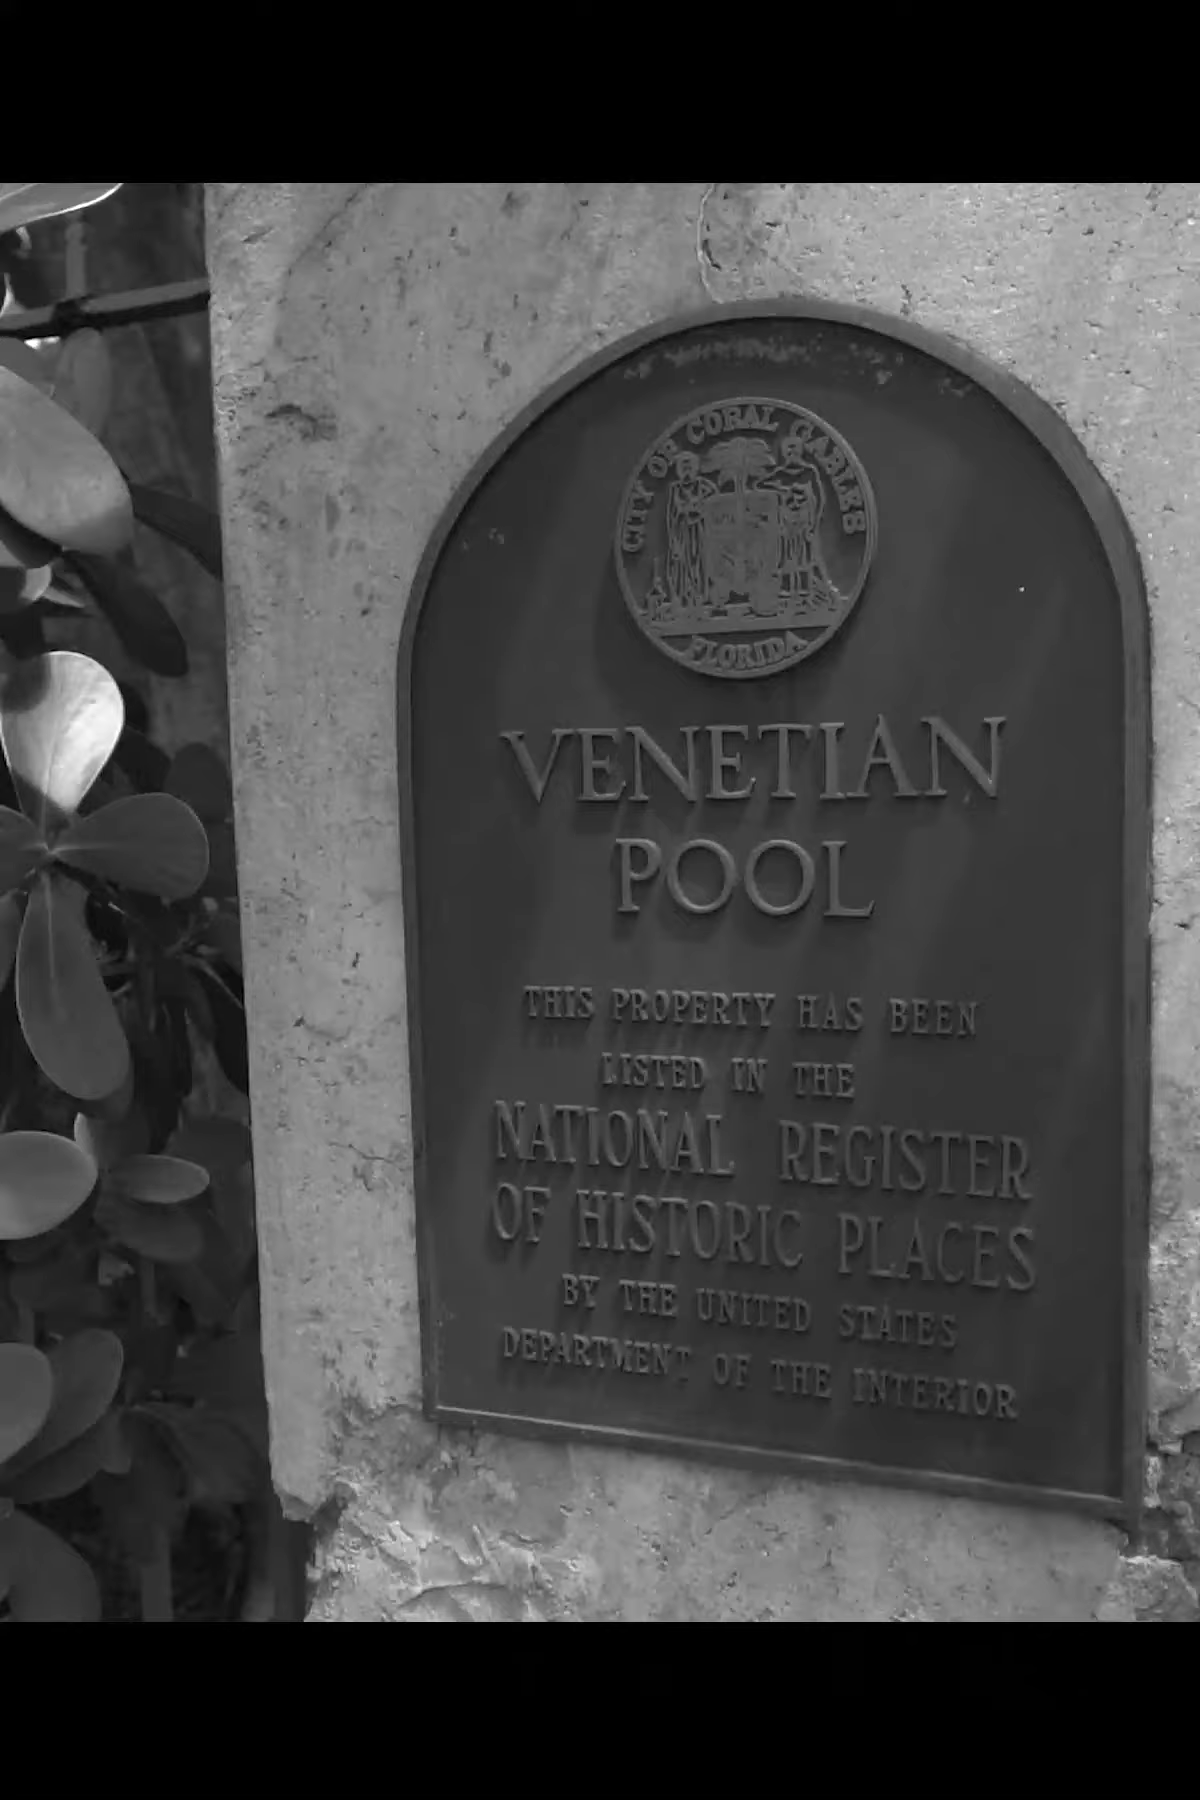 CITY OF CORAL GABLES
FLORIDA
VENETIAN
POOL
THIS PROPERTY HAS BEEN
LISTED IN THE
NATIONAL REGISTER
OF HISTORIC PLACES
BY THE UNITED STATES
DEPARTMENT OF THE INTERIOR